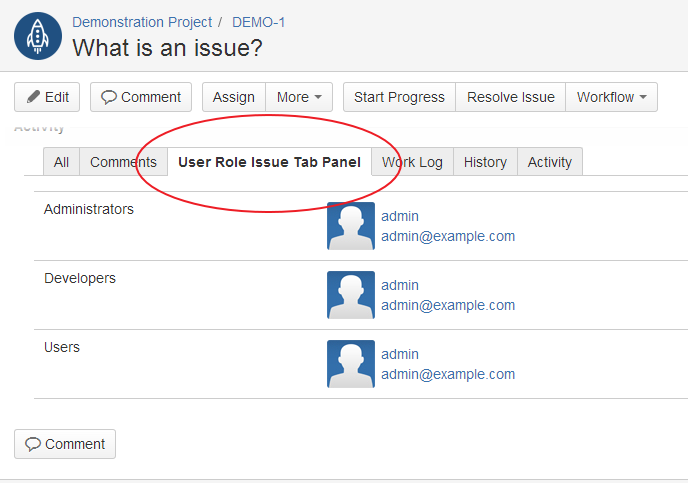 Demonstration Project / DEMO-1
What is an issue?
Edit Comment Assign More Start Progress Resolve Issue Workflow
Activity
All Comments User Role Issue Tab Panel Work Log History Activity
Administrators
admin
admin@example.com
Developers
admin
admin@example.com
Users
admin
admin@example.com
Comment